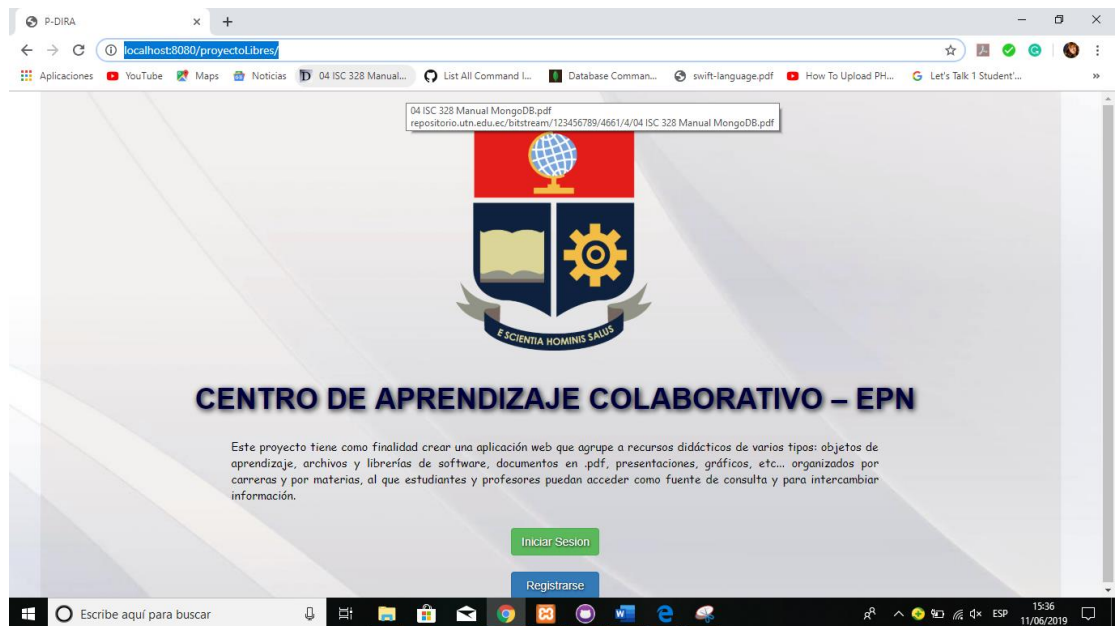 P-DIRA
localhost:8080/proyectoLibres/
Aplicaciones YouTube Maps Noticias 04 ISC 328 Manual... List All Command I... Database Comman... swift-language.pdf How To Upload PH... Let's Talk 1 Student'...
04 ISC 328 Manual MongoDB.pdf
repositorio.utn.edu.ec/bitstream/123456789/4661/4/04 ISC 328 Manual MongoDB.pdf
E SCIENTIA HOMINIS SALUS
CENTRO DE APRENDIZAJE COLABORATIVO – EPN
Este proyecto tiene como finalidad crear una aplicación web que agrupe a recursos didácticos de varios tipos: objetos de
aprendizaje, archivos y librerías de software, documentos en .pdf, presentaciones, gráficos, etc... organizados por
carreras y por materias, al que estudiantes y profesores puedan acceder como fuente de consulta y para intercambiar
información.
Iniciar Sesion
Registrarse
Escribe aquí para buscar
ESP
15:36
11/06/2019